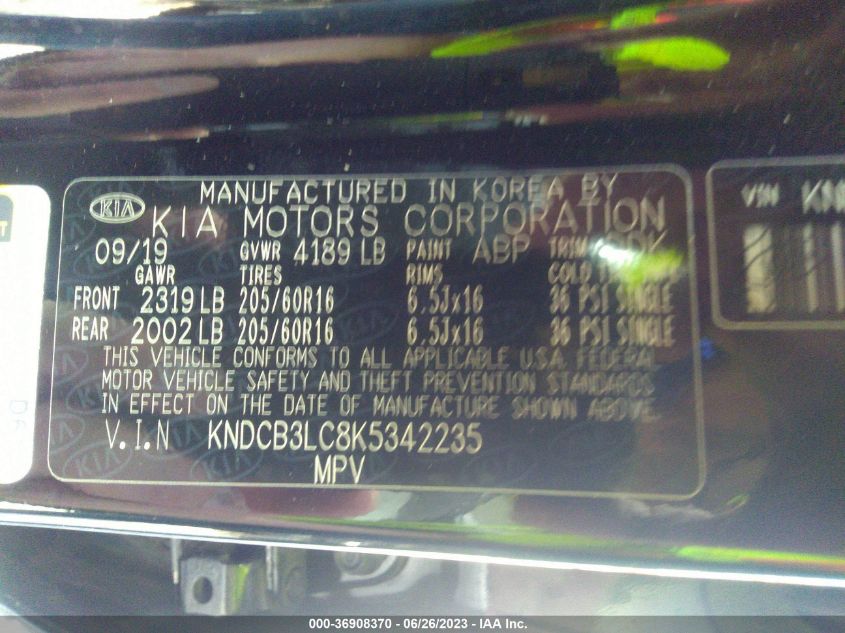 MANUFACTURED IN KOREA BY
KIA KIA MOTORS CORPORATION
09/19 GVWR 4189 LB PAINT ABP TRIM
GAWR TIRES RIMS COLD
FRONT 2319 LB 205/60R16 6.5Jx16 36 PSI SINGLE
REAR 2002 LB 205/60R16 6.5Jx16 36 PSI SINGLE
THIS VEHICLE CONFORMS TO ALL APPLICABLE U.S.A. FEDERAL
MOTOR VEHICLE SAFETY AND THEFT PREVENTION STANDARDS
IN EFFECT ON THE DATE OF MANUFACTURE SHOWN ABOVE.
V.I.N KNDCB3LC8K5342235
MPV
VIN
000-36908370 - 06/26/2023 - IAA Inc.